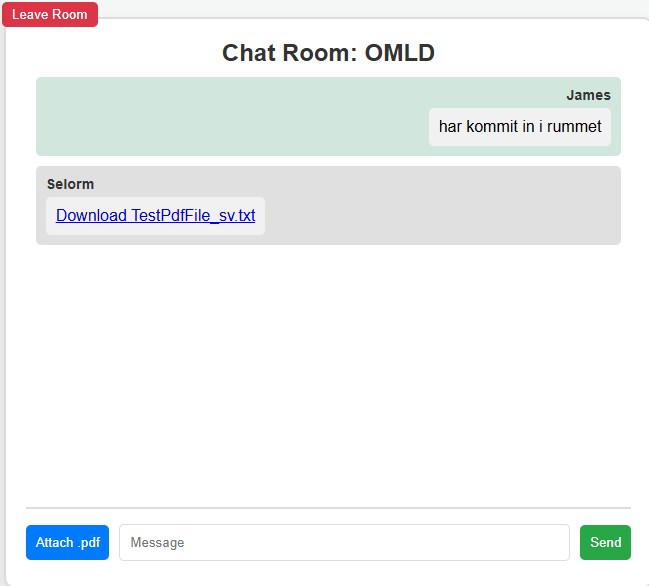 Leave Room
Chat Room: OMLD
James
har kommit in i rummet
Selorm
Download TestPdfFile_sv.txt
Attach .pdf
Message
Send